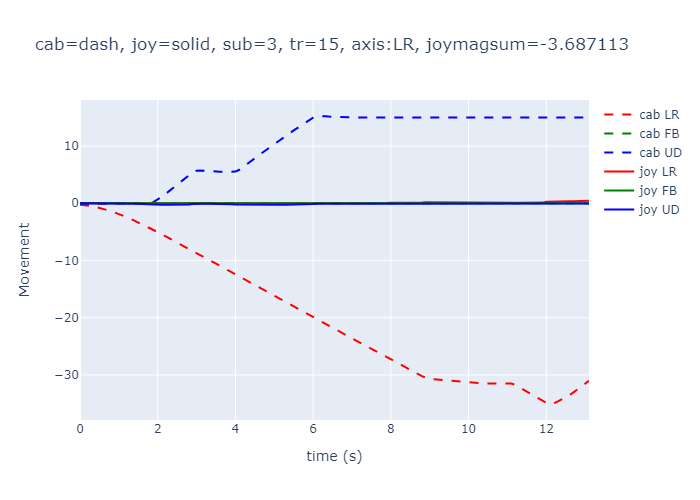 cab=dash, joy=solid, sub=3, tr=15, axis:LR, joymagsum=-3.687113
cab LR
cab FB
cab UD
joy LR
joy FB
joy UD
Movement
10
0
−10
−20
−30
0 2 4 6 8 10 12
time (s)